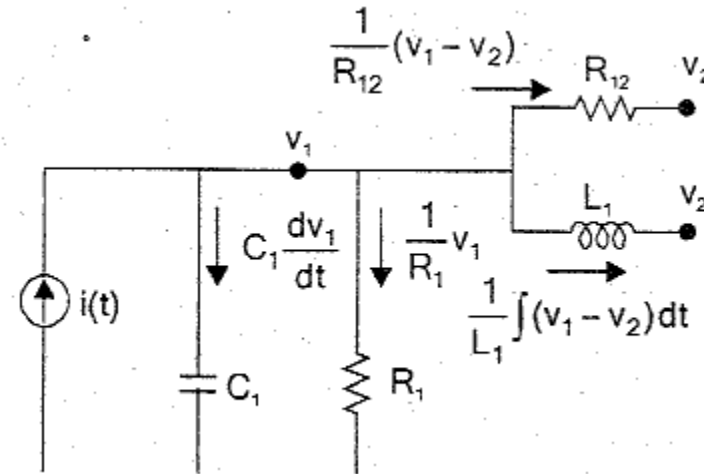 1/R₁₂ (v₁ – v₂)
R₁₂
v₂
v₁
L₁
v₂
C₁ dv₁/dt
1/R₁ v₁
i(t)
1/L₁ ∫(v₁ – v₂) dt
C₁
R₁